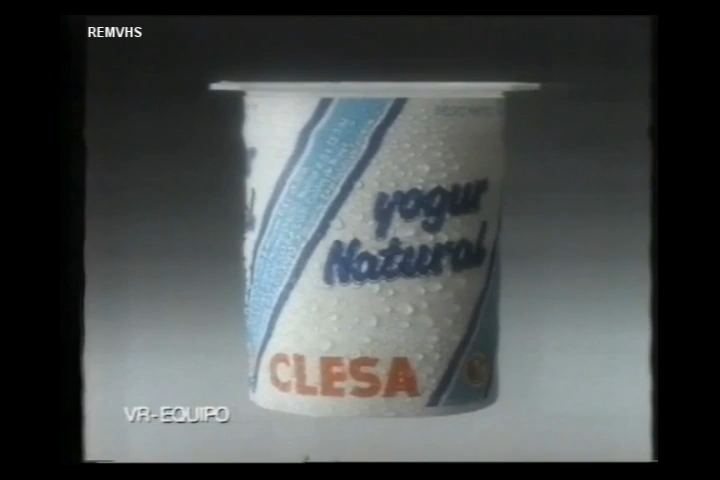 REMVHS
yogur
Natural
CLESA
VR-EQUIPO